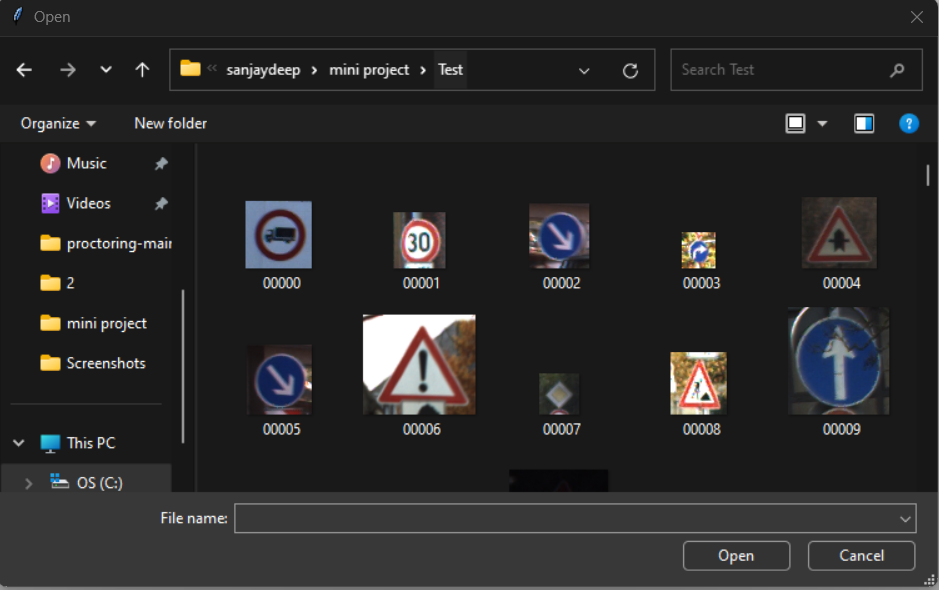 Open
« sanjaydeep › mini project › Test
Search Test
Organize
New folder
?
Music
Videos
proctoring-mair
2
mini project
Screenshots
This PC
OS (C:)
30
00000
00001
00002
00003
00004
00005
00006
00007
00008
00009
File name:
Open
Cancel